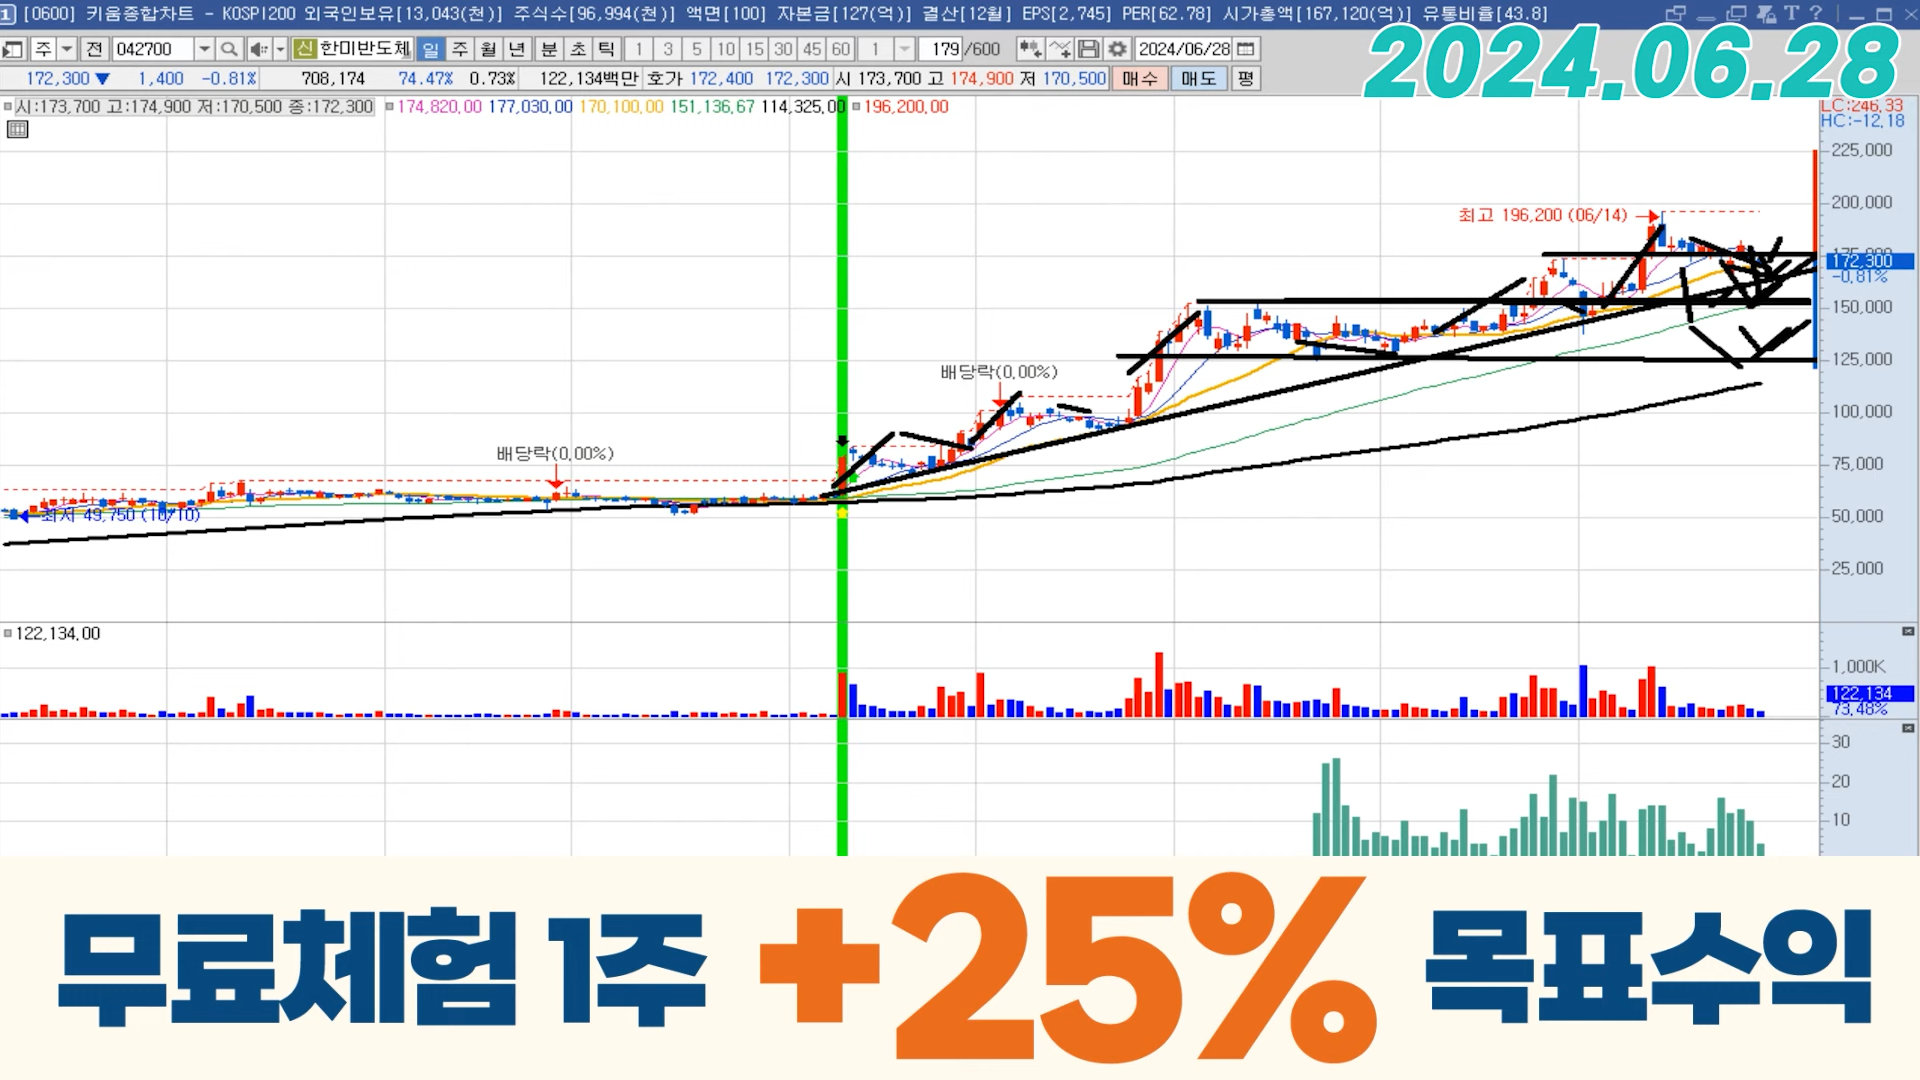 [0600] 키움종합차트 - KOSPI200 외국인보유[13,043(천)] 주식수[96,994(천)] 액면[100] 자본금[127(억)] 결산[12월] EPS[2,745] PER[62.78] 시가총액[167,120(억)] 유통비율[43.8]
주 전 042700 신 한미반도체 일 주 월 년 분 초 틱 1 3 5 10 15 30 45 60 1 179 /600 2024/06/28
2024.06.28
172,300 ▼ 1,400 -0.81% 708,174 74.47% 0.73% 122,134백만 호가 172,400 172,300 시 173,700 고 174,900 저 170,500 매수 매도 평
시:173,700 고:174,900 저:170,500 종:172,300 174,820.00 177,030.00 170,100.00 151,136.67 114,325.00 196,200.00
LC:246.33
HC:-12.18
225,000
200,000
최고 196,200 (06/14)
175,000
172,300
-0.81%
150,000
125,000
배당락(0.00%)
100,000
배당락(0.00%)
75,000
최저 49,750 (10/10)
50,000
25,000
122,134.00
1,000K
122,134
73.48%
30
20
10
무료체험 1주 +25% 목표수익